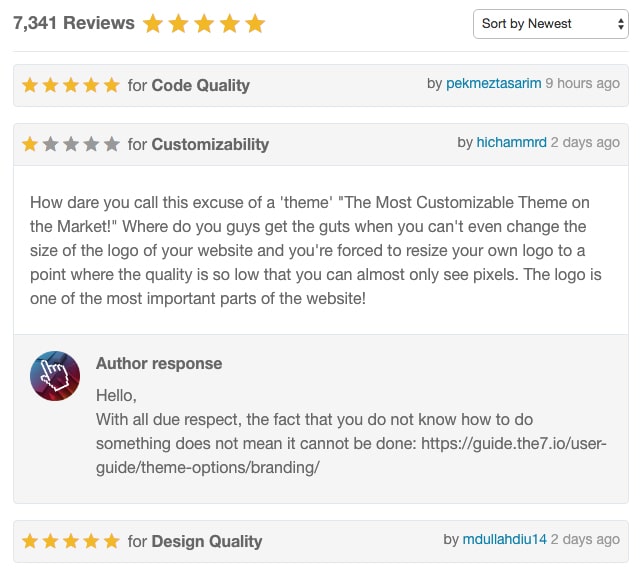 7,341 Reviews
Sort by Newest
for Code Quality
by pekmeztasarim 9 hours ago
for Customizability
by hichammrd 2 days ago
How dare you call this excuse of a 'theme' "The Most Customizable Theme on
the Market!" Where do you guys get the guts when you can't even change the
size of the logo of your website and you're forced to resize your own logo to a
point where the quality is so low that you can almost only see pixels. The logo is
one of the most important parts of the website!
Author response
Hello,
With all due respect, the fact that you do not know how to do
something does not mean it cannot be done: https://guide.the7.io/user-
guide/theme-options/branding/
for Design Quality
by mdullahdiu14 2 days ago